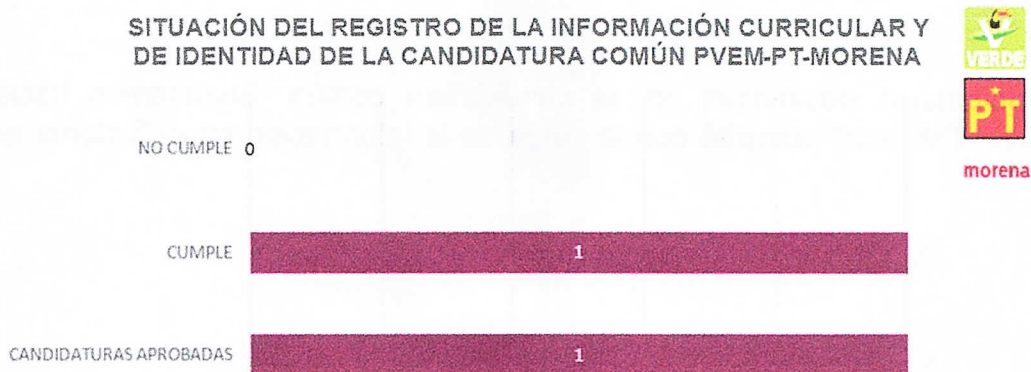 SITUACIÓN DEL REGISTRO DE LA INFORMACIÓN CURRICULAR Y
DE IDENTIDAD DE LA CANDIDATURA COMÚN PVEM-PT-MORENA
VERDE
PT
morena
NO CUMPLE 0
CUMPLE 1
CANDIDATURAS APROBADAS 1